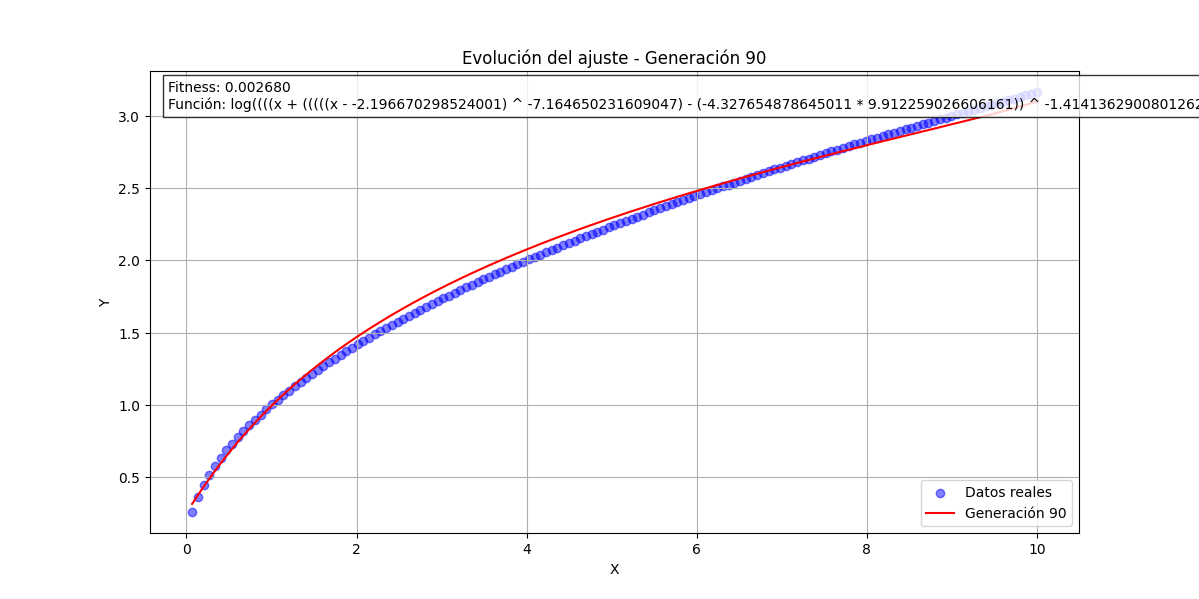 Evolución del ajuste - Generación 90
Fitness: 0.002680
Función: log((((x + (((((x - -2.196670298524001) ^ -7.164650231609047) - (-4.327654878645011 * 9.912259026606161)) ^ -1.4141362900801262
3.0
2.5
2.0
1.5
1.0
0.5
Y
0
2
4
6
8
10
X
Datos reales
Generación 90